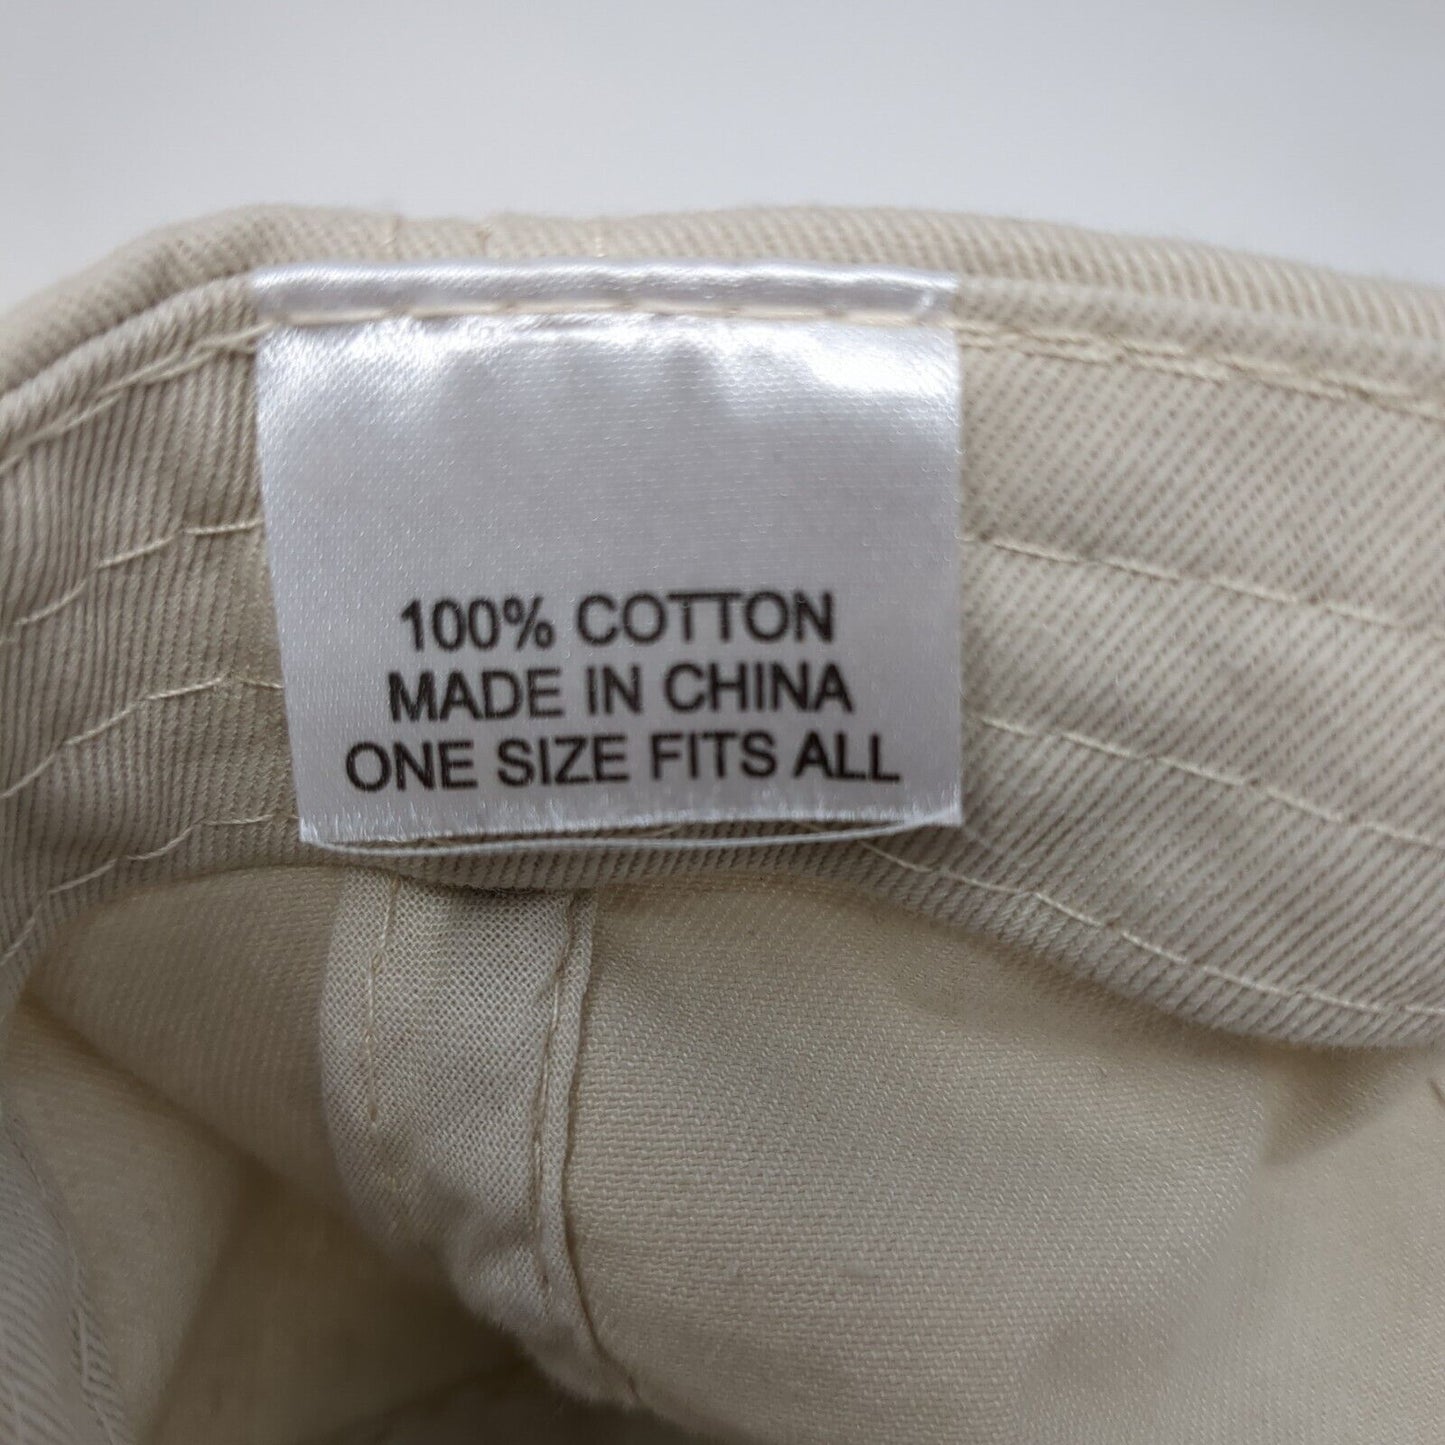 100% COTTON
MADE IN CHINA
ONE SIZE FITS ALL